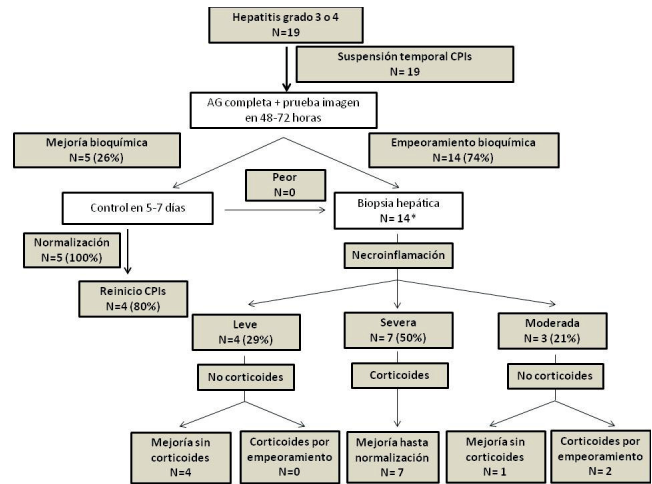 Hepatitis grado 3 o 4
N=19
Suspensión temporal CPIs
N= 19
AG completa + prueba imagen
en 48-72 horas
Mejoría bioquímica
N=5 (26%)
Empeoramiento bioquímica
N=14 (74%)
Peor
N=0
Control en 5-7 días
Biopsia hepática
N= 14*
Normalización
N=5 (100%)
Necroinflamación
Reinicio CPIs
N=4 (80%)
Leve
N=4 (29%)
Severa
N= 7 (50%)
Moderada
N= 3 (21%)
No corticoides
Corticoides
No corticoides
Mejoría sin
corticoides
N=4
Corticoides por
empeoramiento
N=0
Mejoría hasta
normalización
N= 7
Mejoría sin
corticoides
N= 1
Corticoides por
empeoramiento
N= 2